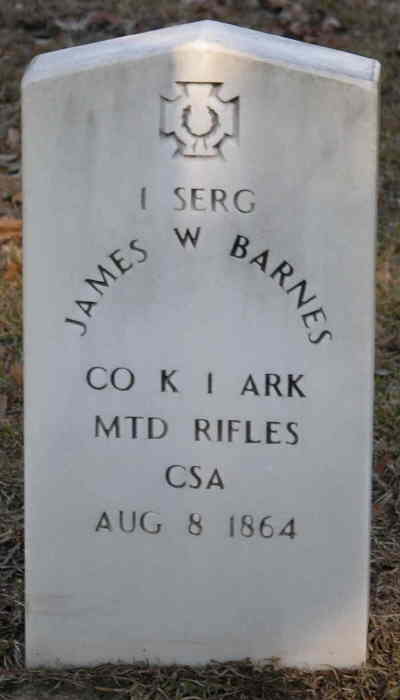 1 SERG
JAMES W BARNES
CO K 1 ARK
MTD RIFLES
CSA
AUG 8 1864